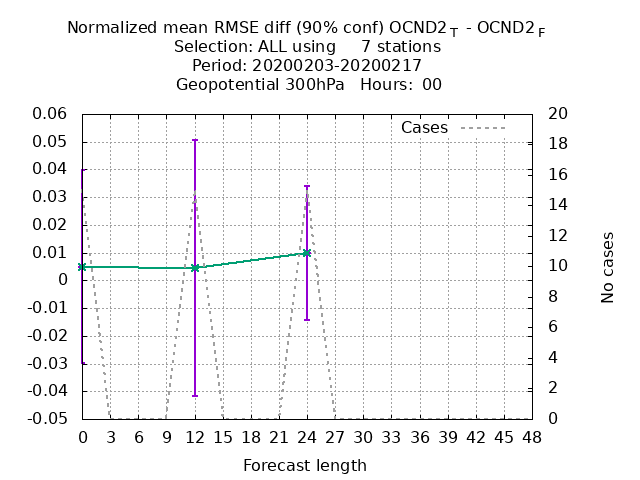 Normalized mean RMSE diff (90% conf) OCND2 T - OCND2 F
Selection: ALL using 7 stations
Period: 20200203-20200217
Geopotential 300hPa Hours: 00
Cases
0.06
0.05
0.04
0.03
0.02
0.01
0
-0.01
-0.02
-0.03
-0.04
-0.05
20
18
16
14
12
10
8
6
4
2
0
No cases
0 3 6 9 12 15 18 21 24 27 30 33 36 39 42 45 48
Forecast length